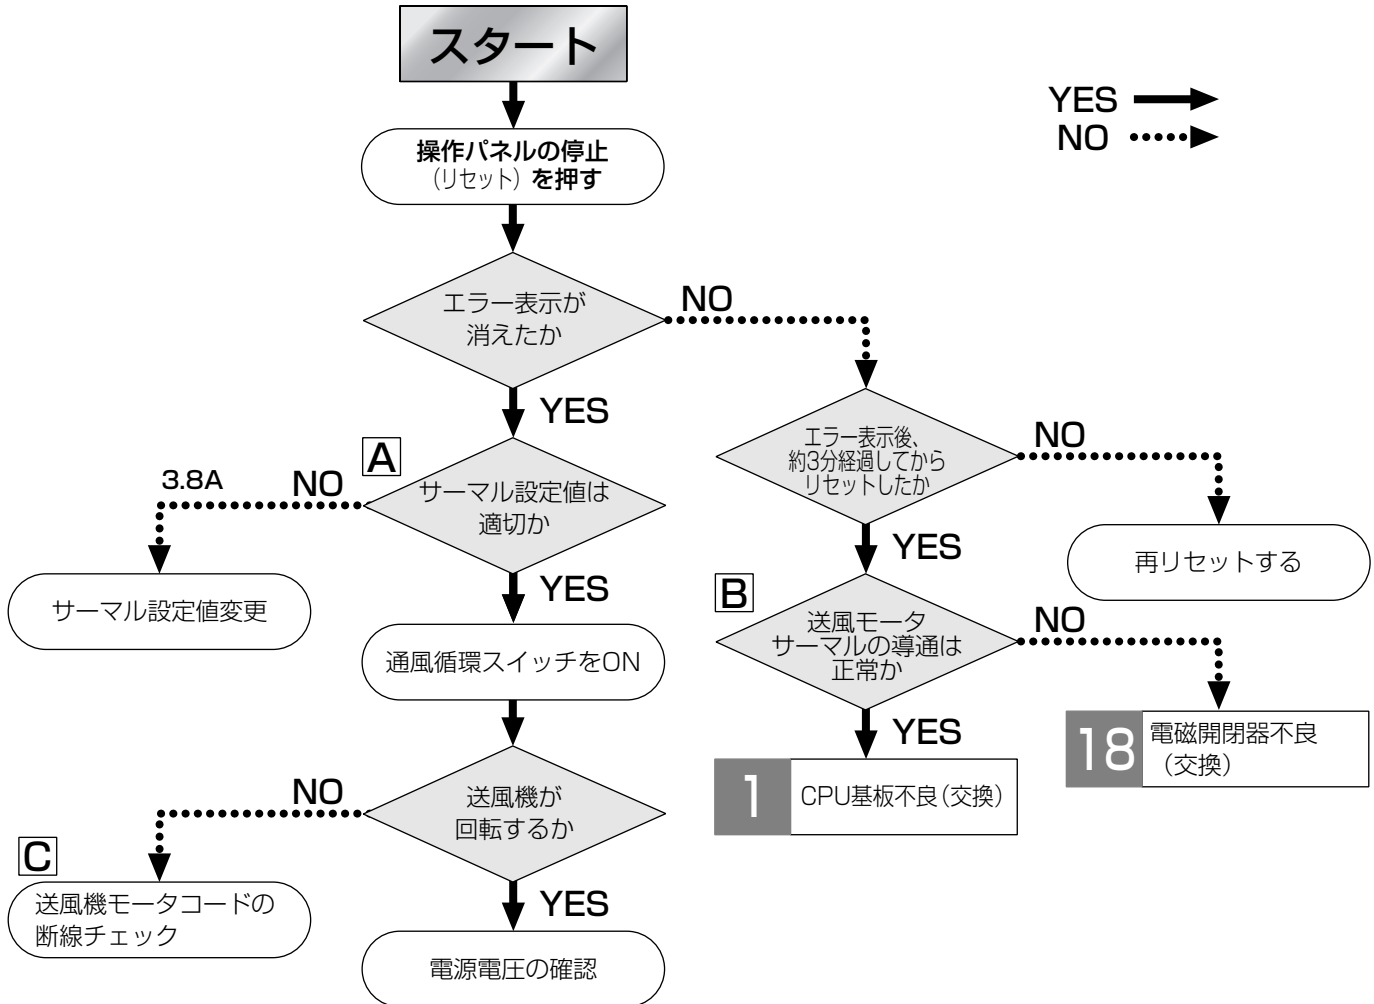 スタート
YES
NO
操作パネルの停止
（リセット）を押す
エラー表示が
消えたか
NO
YES
エラー表示後、
約3分経過してから
リセットしたか
NO
A
サーマル設定値は
適切か
3.8A
NO
YES
YES
再リセットする
サーマル設定値変更
B
送風モータ
サーマルの導通は
正常か
NO
通風循環スイッチをON
YES
18
電磁開閉器不良
（交換）
1
CPU基板不良（交換）
送風機が
回転するか
NO
YES
C
送風機モータコードの
断線チェック
電源電圧の確認